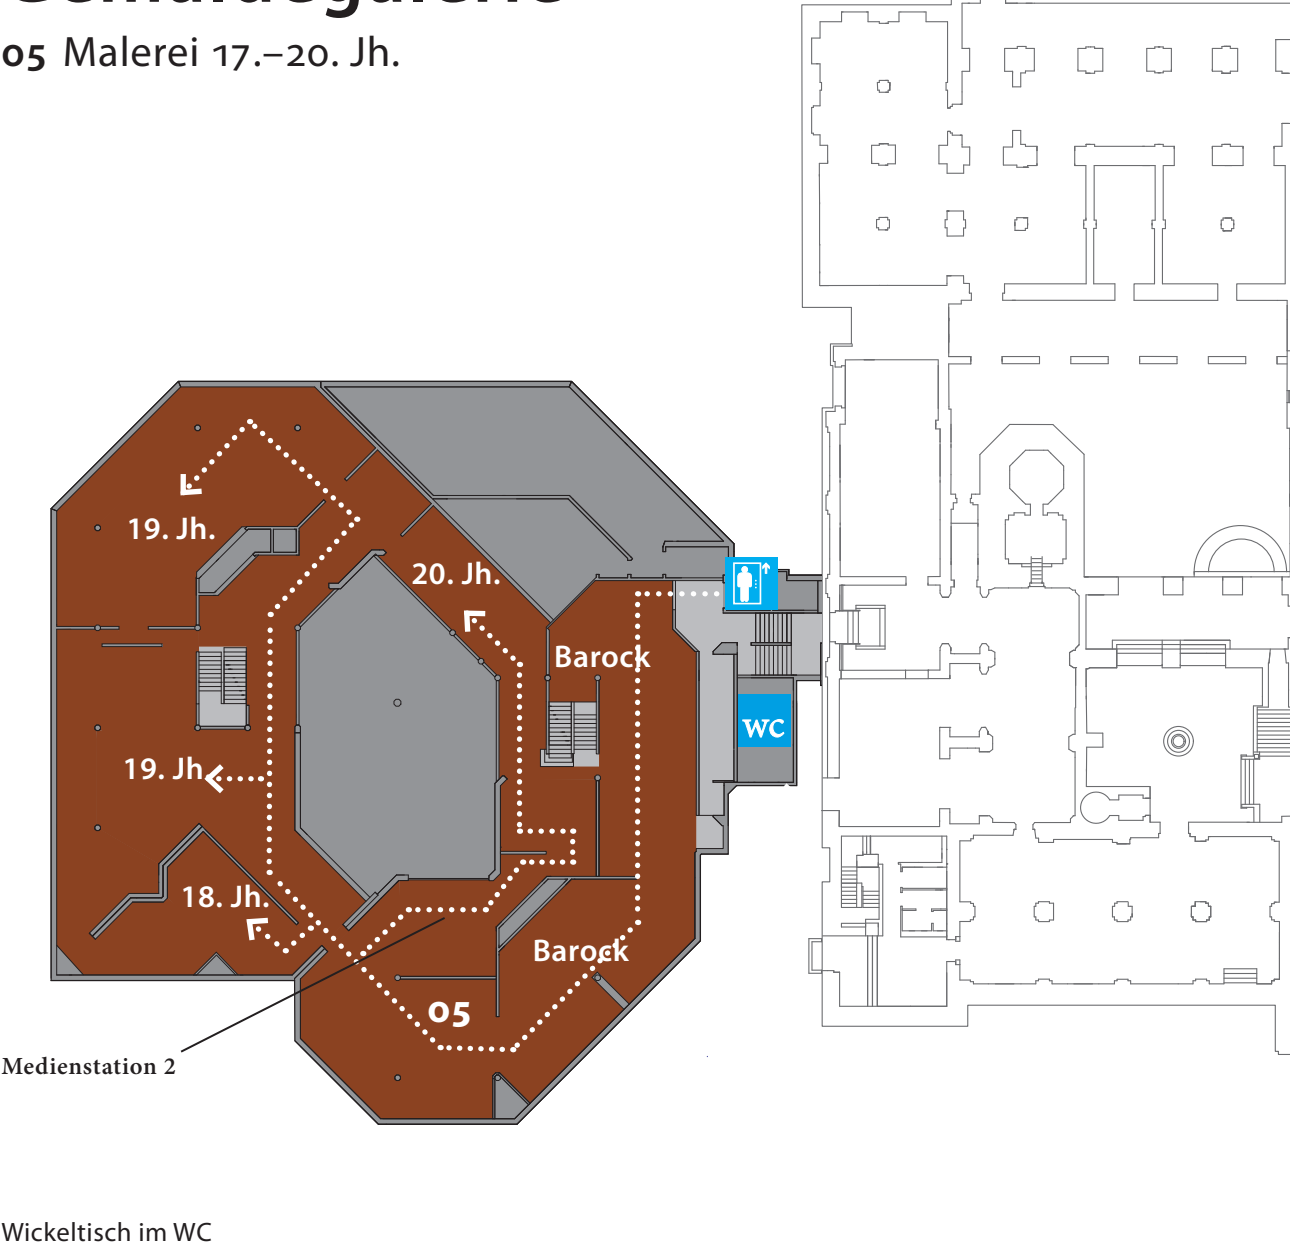 Gemäldegalerie
05 Malerei 17.–20. Jh.
19. Jh.
20. Jh.
Barock
WC
19. Jh.
18. Jh.
Barock
05
Medienstation 2
Wickeltisch im WC